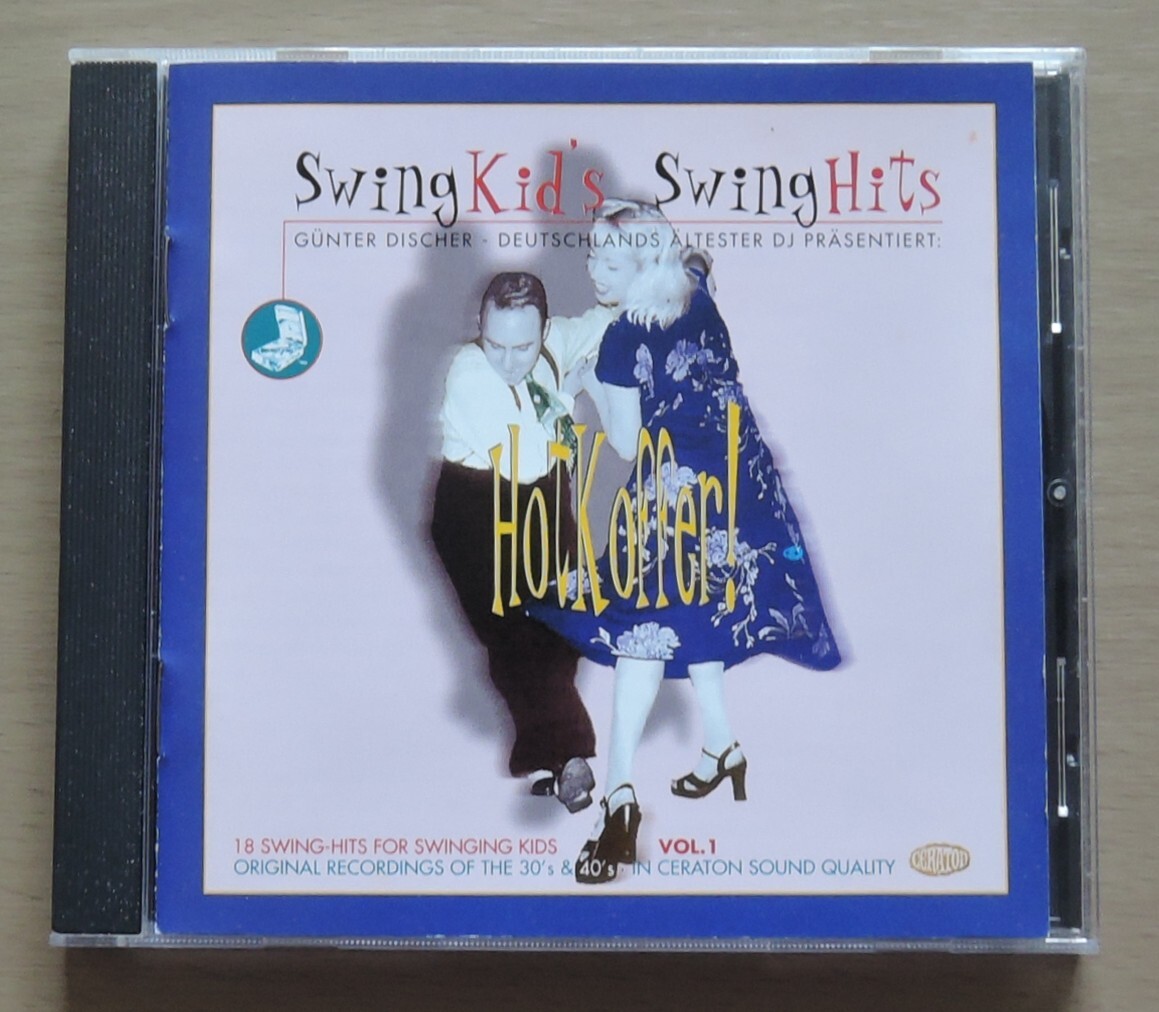 SwingKid's SwingHits
GÜNTER DISCHER - DEUTSCHLANDS ÄLTESTER DJ PRÄSENTIERT:
HotKoffer!
18 SWING-HITS FOR SWINGING KIDS VOL.1
ORIGINAL RECORDINGS OF THE 30's & 40's - IN CERATON SOUND QUALITY
CERATON